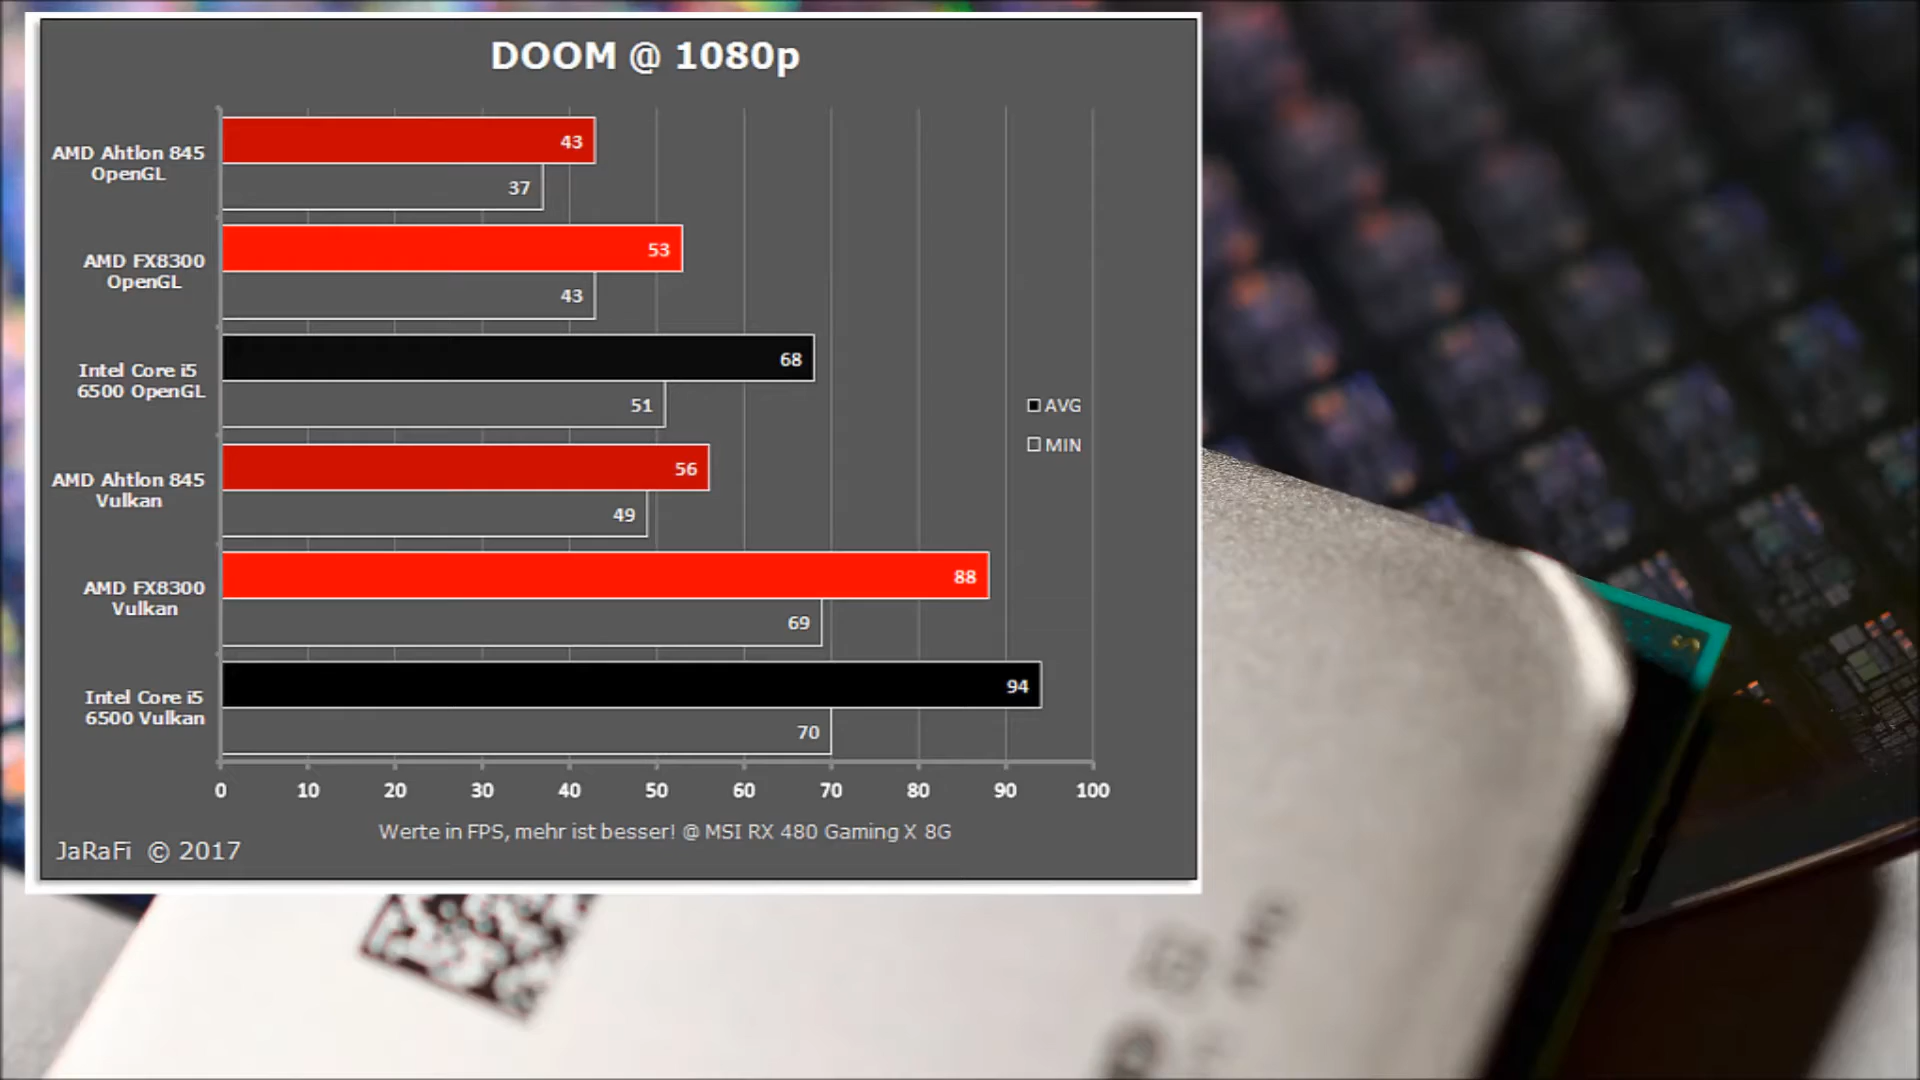 DOOM @ 1080p
AMD Ahtlon 845
OpenGL
43
37
AMD FX8300
OpenGL
53
43
Intel Core i5
6500 OpenGL
68
51
AVG
MIN
AMD Ahtlon 845
Vulkan
56
49
AMD FX8300
Vulkan
88
69
Intel Core i5
6500 Vulkan
94
70
0 10 20 30 40 50 60 70 80 90 100
Werte in FPS, mehr ist besser! @ MSI RX 480 Gaming X 8G
JaRaFi © 2017